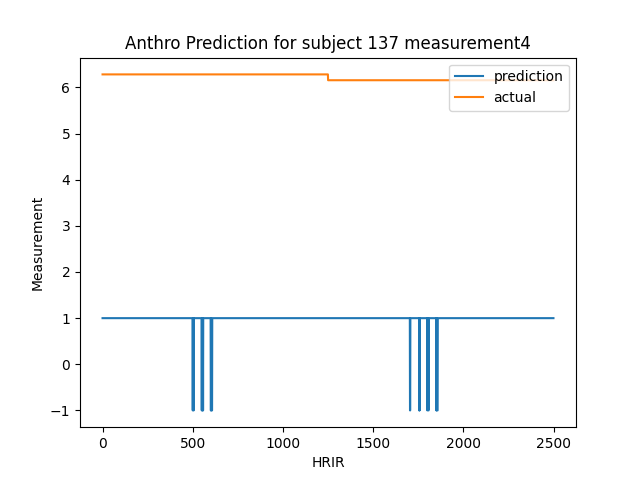 Anthro Prediction for subject 137 measurement4
prediction
actual
6
5
4
3
2
1
0
−1
Measurement
0
500
1000
1500
2000
2500
HRIR